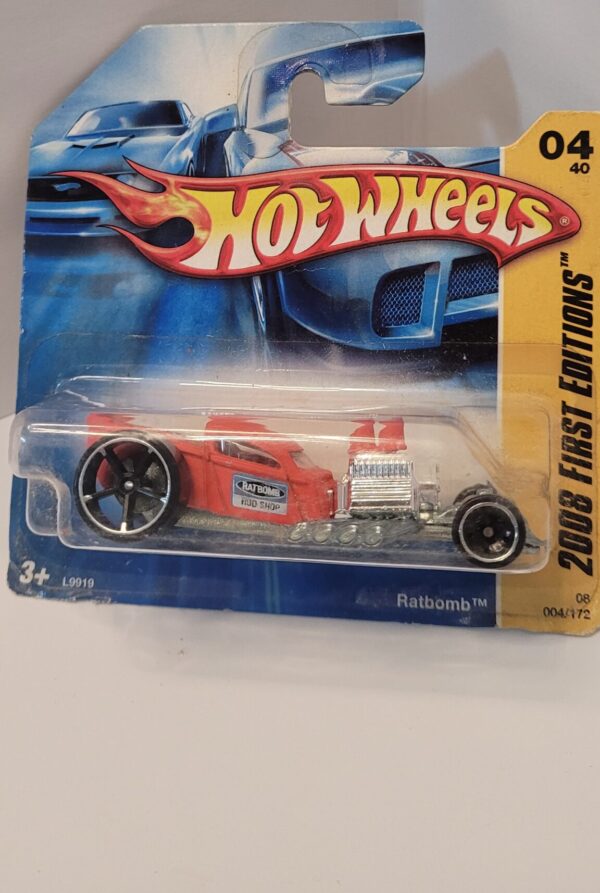 HOT WHEELS®
04
40
2008 FIRST EDITIONS™
RATBOMB
ROD SHOP
3+
L9919
Ratbomb™
08
004/172